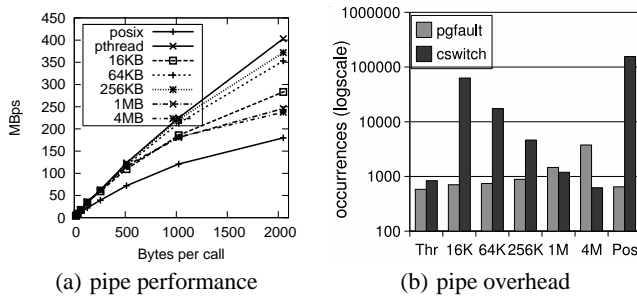 450
400
350
300
250
200
150
100
50
0
MBps
posix
pthread
16KB
64KB
256KB
1MB
4MB
0 500 1000 1500 2000
Bytes per call
(a) pipe performance
1000000
100000
10000
1000
100
occurrences (logscale)
pgfault
cswitch
Thr 16K 64K 256K 1M 4M Pos
(b) pipe overhead